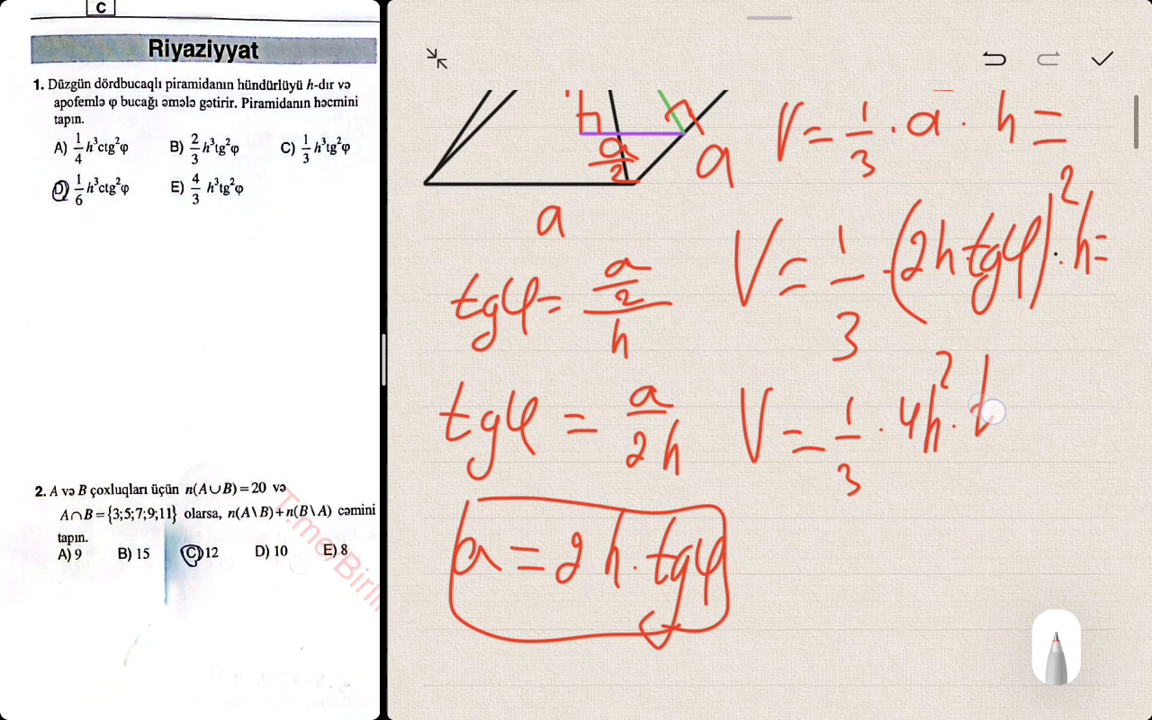 C
Riyaziyyat
1. Düzgün dördbucaqlı piramidanın hündürlüyü h-dır və
apofemlə φ bucağı əmələ gətirir. Piramidanın həcmini
tapın.
A) 1/4 h³ctg²φ B) 2/3 h³tg²φ C) 1/3 h³tg²φ
D) 1/6 h³ctg²φ E) 4/3 h³tg²φ
2. A və B çoxluqları üçün n(A∪B)=20 və
A∩B={3;5;7;9;11} olarsa, n(A\B)+n(B\A) cəmini
tapın.
A) 9 B) 15 C) 12 D) 10 E) 8
T.me/Birli
h
a/2
a
a
V = 1/3 · a · h =
tgφ = (a/2)/h
V = 1/3 · (2h tgφ)² · h =
tgφ = a/2h
V = 1/3 · 4h² ·
a = 2h · tgφ